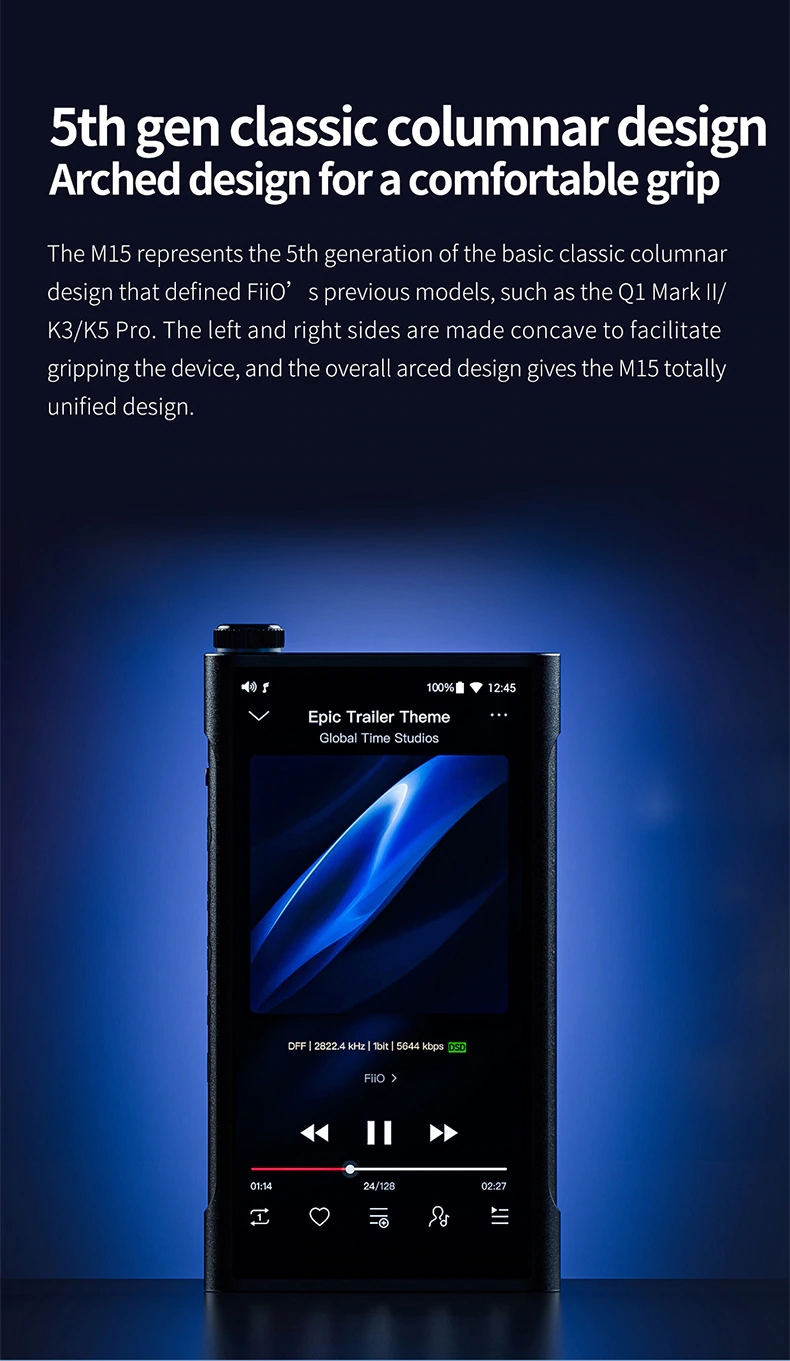 5th gen classic columnar design
Arched design for a comfortable grip
The M15 represents the 5th generation of the basic classic columnar
design that defined FiiO’s previous models, such as the Q1 Mark II/
K3/K5 Pro. The left and right sides are made concave to facilitate
gripping the device, and the overall arced design gives the M15 totally
unified design.
100% 12:45
Epic Trailer Theme
Global Time Studios
DFF | 2822.4 kHz | 1bit | 5644 kbps DSD
FiiO >
01:14 24/128 02:27
1